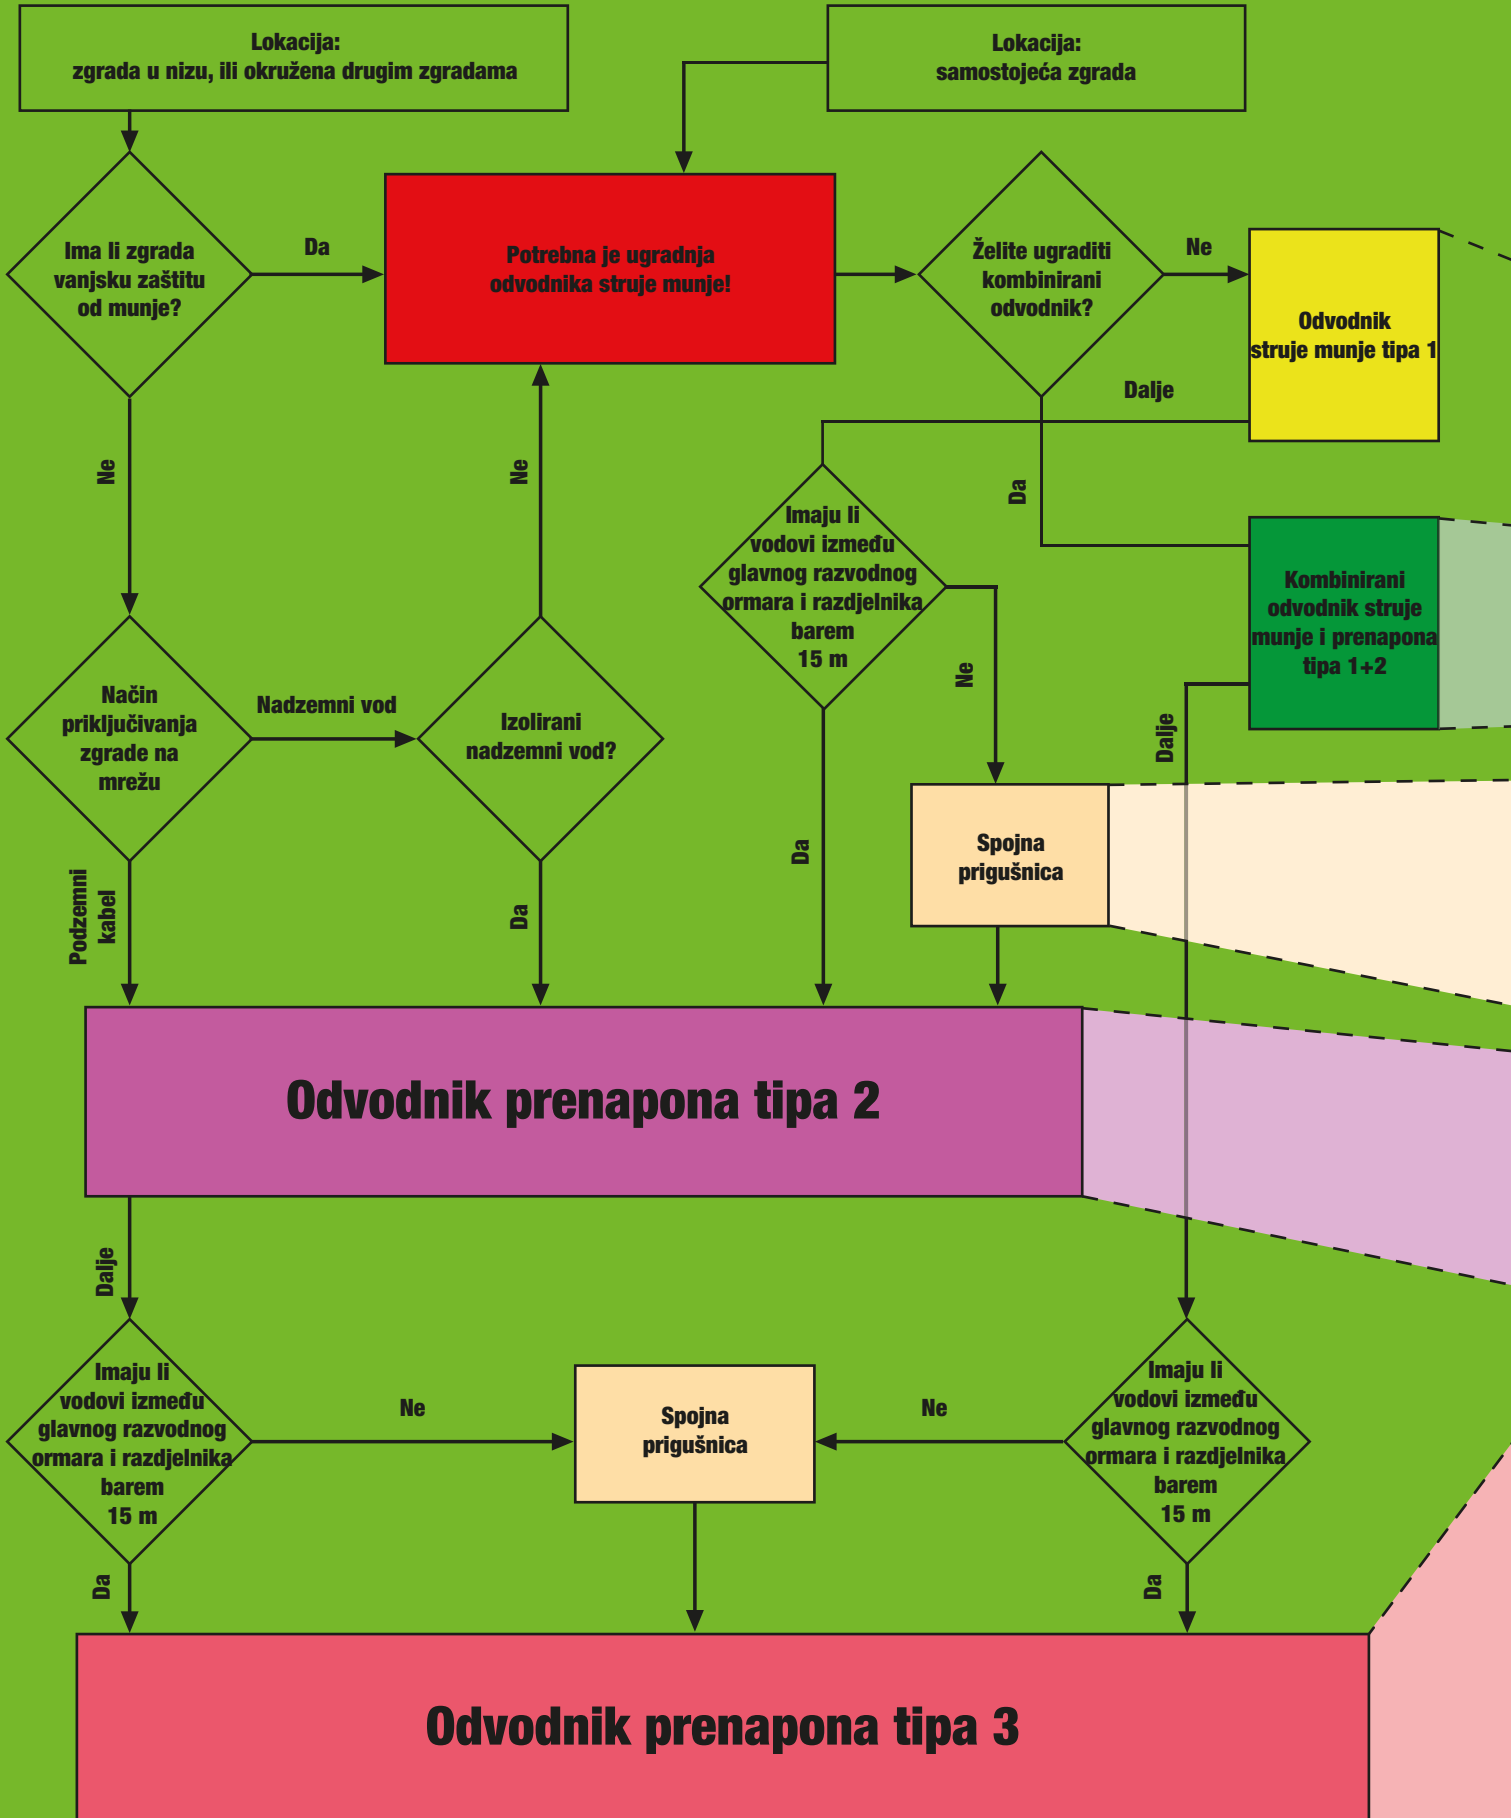 Lokacija:
zgrada u nizu, ili okružena drugim zgradama
Lokacija:
samostojeća zgrada
Ima li zgrada
vanjsku zaštitu
od munje?
Da
Potrebna je ugradnja
odvodnika struje munje!
Želite ugraditi
kombinirani
odvodnik?
Ne
Odvodnik
struje munje tipa 1
Dalje
Ne
Ne
Da
Imaju li
vodovi između
glavnog razvodnog
ormara i razdjelnika
barem
15 m
Ne
Kombinirani
odvodnik struje
munje i prenapona
tipa 1+2
Dalje
Način
priključivanja
zgrade na
mrežu
Nadzemni vod
Izolirani
nadzemni vod?
Podzemni
kabel
Da
Da
Spojna
prigušnica
Odvodnik prenapona tipa 2
Dalje
Imaju li
vodovi između
glavnog razvodnog
ormara i razdjelnika
barem
15 m
Ne
Spojna
prigušnica
Ne
Imaju li
vodovi između
glavnog razvodnog
ormara i razdjelnika
barem
15 m
Da
Da
Odvodnik prenapona tipa 3